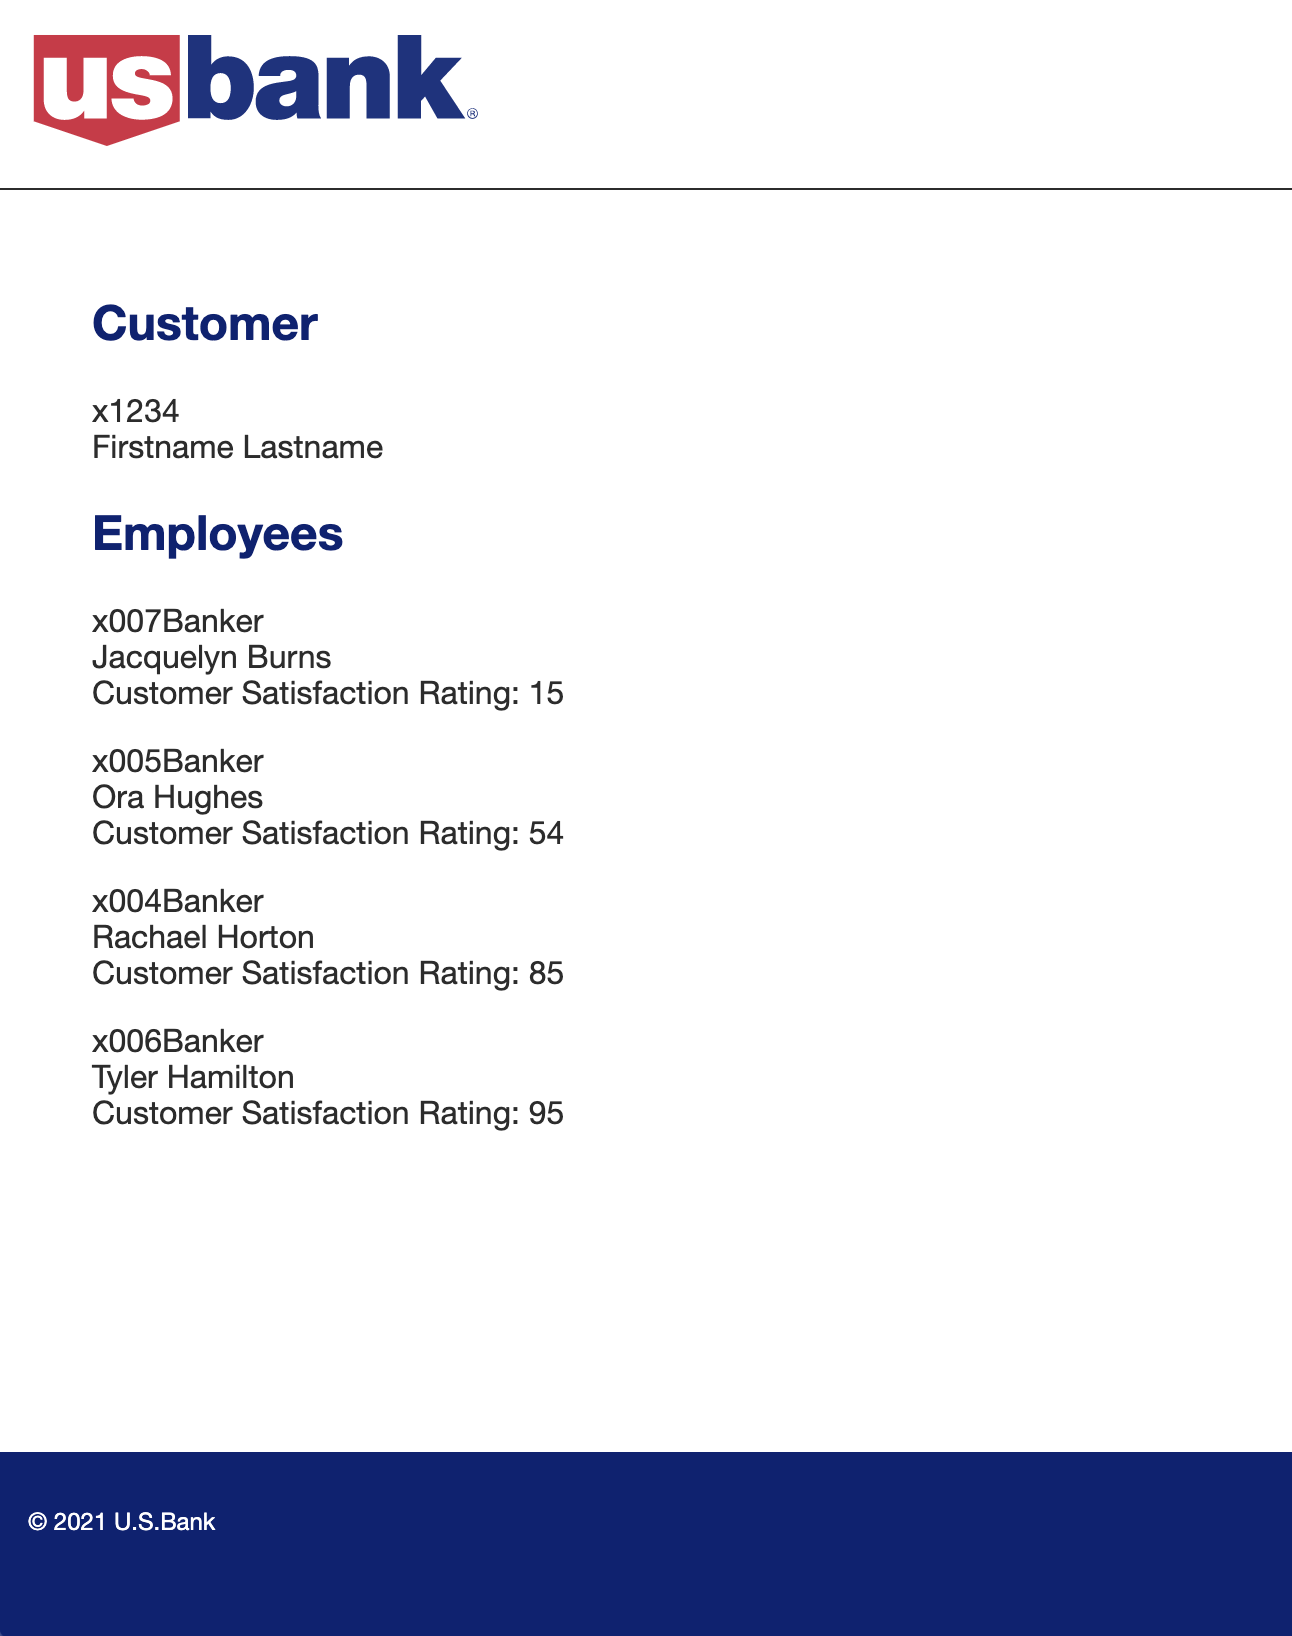 usbank®
Customer
x1234
Firstname Lastname
Employees
x007Banker
Jacquelyn Burns
Customer Satisfaction Rating: 15
x005Banker
Ora Hughes
Customer Satisfaction Rating: 54
x004Banker
Rachael Horton
Customer Satisfaction Rating: 85
x006Banker
Tyler Hamilton
Customer Satisfaction Rating: 95
© 2021 U.S.Bank